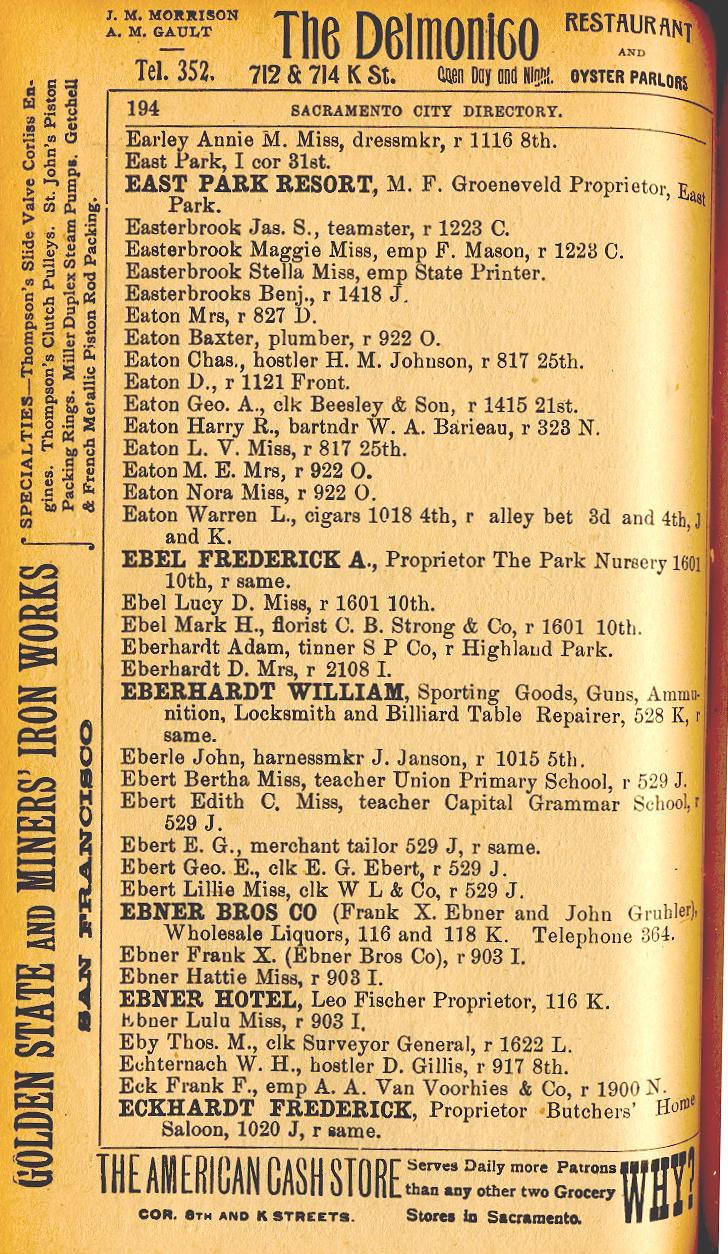 J. M. MORRISON
A. M. GAULT
Tel. 352.
The Delmonico
712 & 714 K St. Open Day and Night.
RESTAURANT
AND
OYSTER PARLORS
194 SACRAMENTO CITY DIRECTORY.
Earley Annie M. Miss, dressmkr, r 1116 8th.
East Park, I cor 31st.
EAST PARK RESORT, M. F. Groeneveld Proprietor, East
Park.
Easterbrook Jas. S., teamster, r 1223 C.
Easterbrook Maggie Miss, emp F. Mason, r 1223 C.
Easterbrook Stella Miss, emp State Printer.
Easterbrooks Benj., r 1418 J.
Eaton Mrs, r 827 D.
Eaton Baxter, plumber, r 922 O.
Eaton Chas., hostler H. M. Johnson, r 817 25th.
Eaton D., r 1121 Front.
Eaton Geo. A., clk Beesley & Son, r 1415 21st.
Eaton Harry R., bartndr W. A. Barieau, r 323 N.
Eaton L. V. Miss, r 817 25th.
Eaton M. E. Mrs, r 922 O.
Eaton Nora Miss, r 922 O.
Eaton Warren L., cigars 1018 4th, r alley bet 3d and 4th, J
and K.
EBEL FREDERICK A., Proprietor The Park Nursery 1601
10th, r same.
Ebel Lucy D. Miss, r 1601 10th.
Ebel Mark H., florist C. B. Strong & Co, r 1601 10th.
Eberhardt Adam, tinner S P Co, r Highland Park.
Eberhardt D. Mrs, r 2108 I.
EBERHARDT WILLIAM, Sporting Goods, Guns, Ammu-
nition, Locksmith and Billiard Table Repairer, 528 K, r
same.
Eberle John, harnessmkr J. Janson, r 1015 5th.
Ebert Bertha Miss, teacher Union Primary School, r 529 J.
Ebert Edith C. Miss, teacher Capital Grammar School, r
529 J.
Ebert E. G., merchant tailor 529 J, r same.
Ebert Geo. E., clk E. G. Ebert, r 529 J.
Ebert Lillie Miss, clk W L & Co, r 529 J.
EBNER BROS CO (Frank X. Ebner and John Gruhler),
Wholesale Liquors, 116 and 118 K. Telephone 364.
Ebner Frank X. (Ebner Bros Co), r 903 I.
Ebner Hattie Miss, r 903 I.
EBNER HOTEL, Leo Fischer Proprietor, 116 K.
Ebner Lulu Miss, r 903 I.
Eby Thos. M., clk Surveyor General, r 1622 L.
Echternach W. H., hostler D. Gillis, r 917 8th.
Eck Frank F., emp A. A. Van Voorhies & Co, r 1900 N.
ECKHARDT FREDERICK, Proprietor Butchers' Home
Saloon, 1020 J, r same.
GOLDEN STATE AND MINERS' IRON WORKS
SAN FRANCISCO
SPECIALTIES—Thompson's Slide Valve Corliss En-
gines. Thompson's Clutch Pulleys. St. John's Piston
Packing Rings. Miller Duplex Steam Pumps. Getchell
& French Metallic Piston Rod Packing.
THE AMERICAN CASH STORE
COR. 8TH AND K STREETS.
Serves Daily more Patrons
than any other two Grocery
Stores in Sacramento.
WHY?